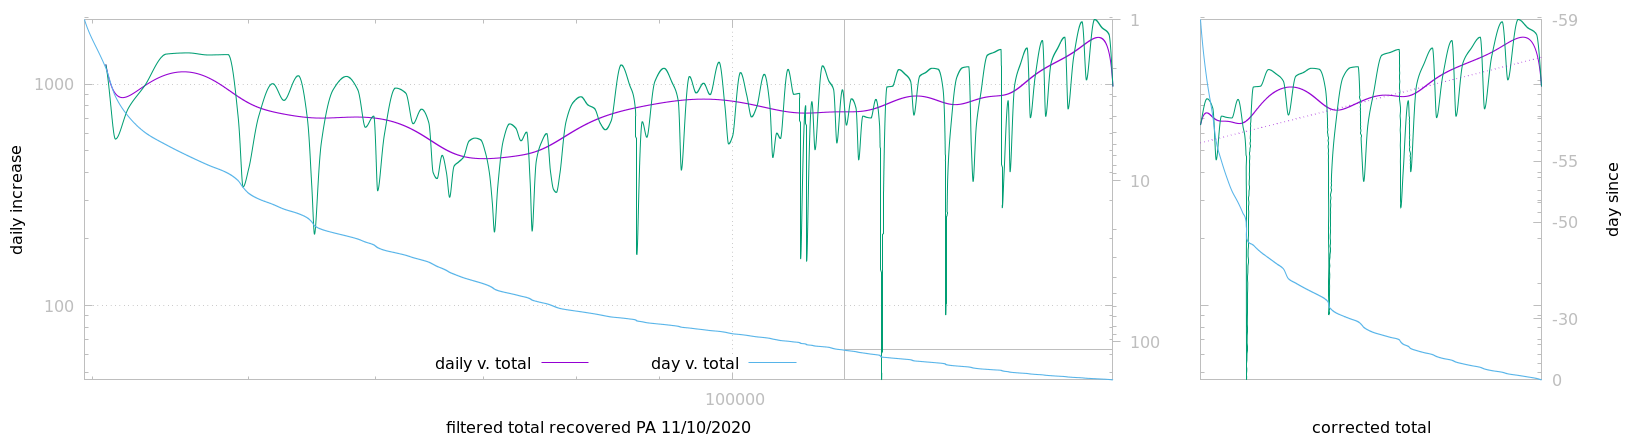 daily increase
1000
100
100000
1
10
100
daily v. total
day v. total
filtered total recovered PA 11/10/2020
-59
-55
-50
-30
0
day since
corrected total